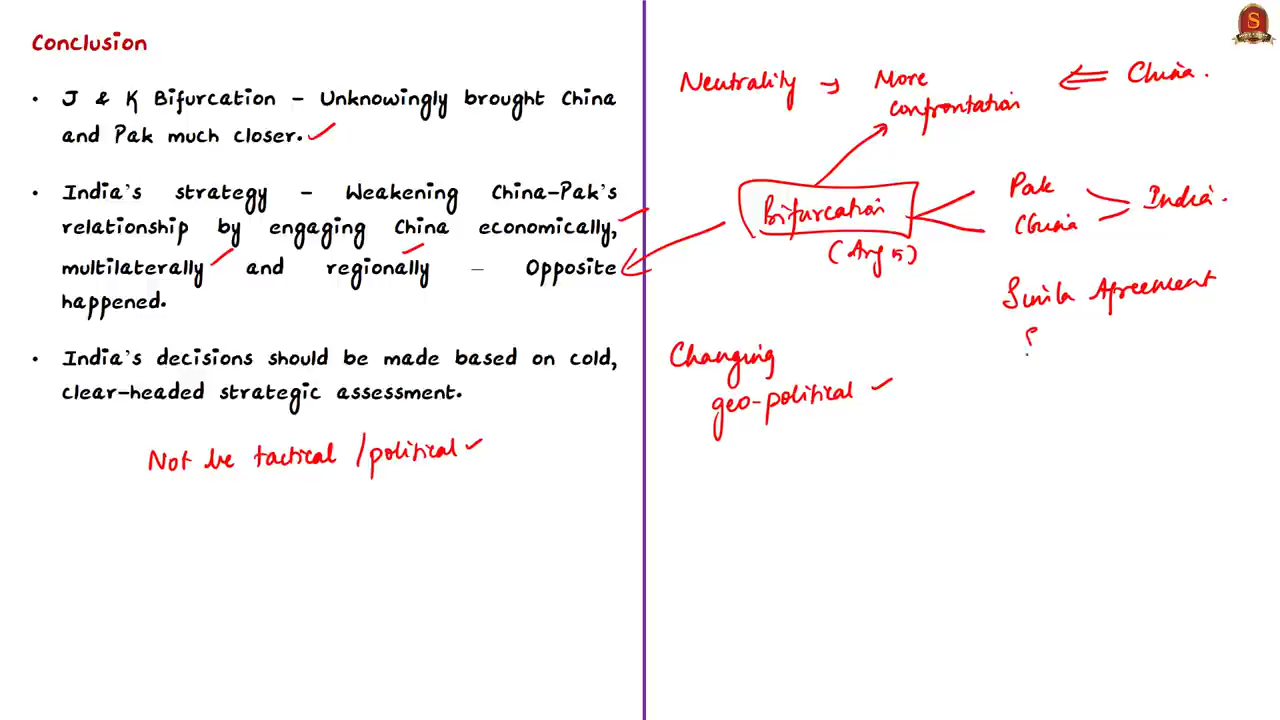 Conclusion
• J & K Bifurcation – Unknowingly brought China
and Pak much closer.
• India's strategy – Weakening China-Pak's
relationship by engaging China economically,
multilaterally and regionally – Opposite
happened.
• India's decisions should be made based on cold,
clear-headed strategic assessment.
Not be tactical / political
Neutrality → More
confrontation
China.
Bifurcation
(Aug 5)
Pak
China
India.
Simla Agreement
Changing
geo-political
S